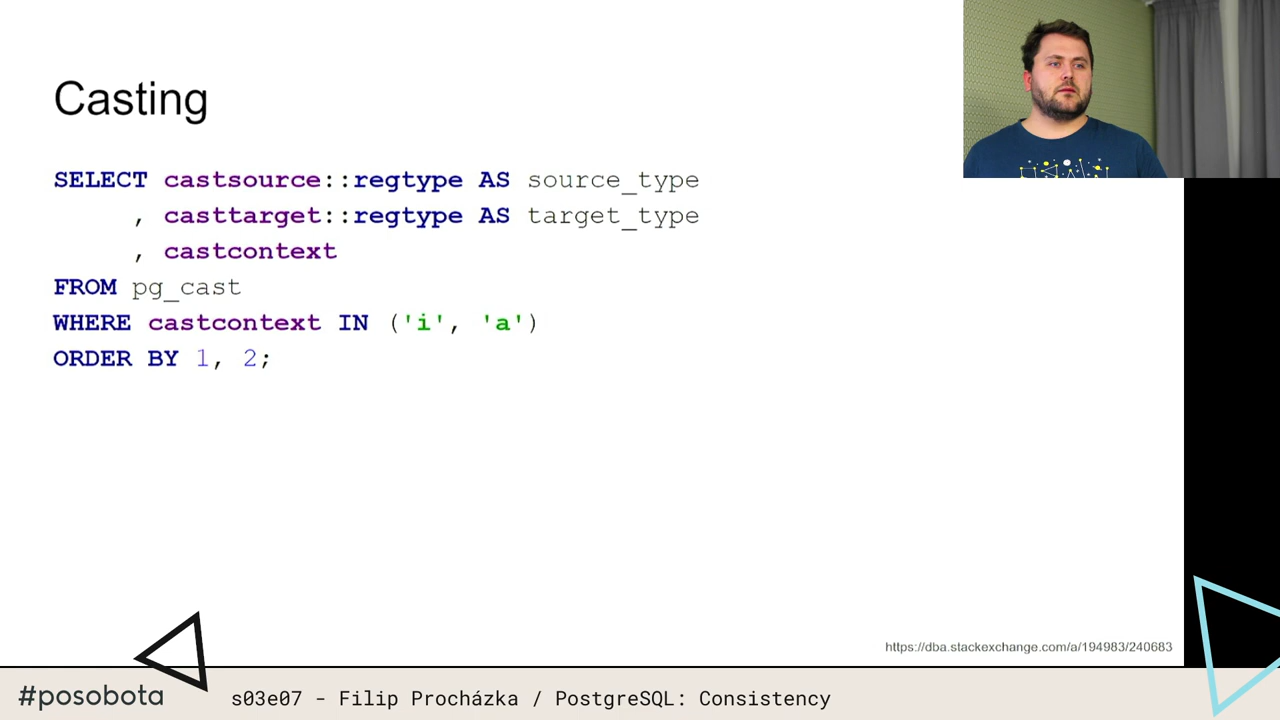 Casting
SELECT castsource::regtype AS source_type
, casttarget::regtype AS target_type
, castcontext
FROM pg_cast
WHERE castcontext IN ('i', 'a')
ORDER BY 1, 2;
https://dba.stackexchange.com/a/194983/240683
#posobota
s03e07 - Filip Procházka / PostgreSQL: Consistency